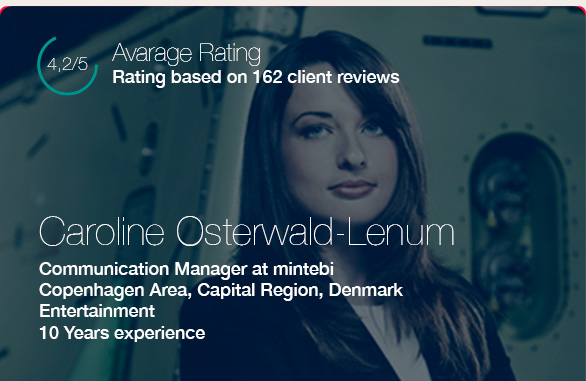 4,2/5
Avarage Rating
Rating based on 162 client reviews
Caroline Osterwald-Lenum
Communication Manager at mintebi
Copenhagen Area, Capital Region, Denmark
Entertainment
10 Years experience